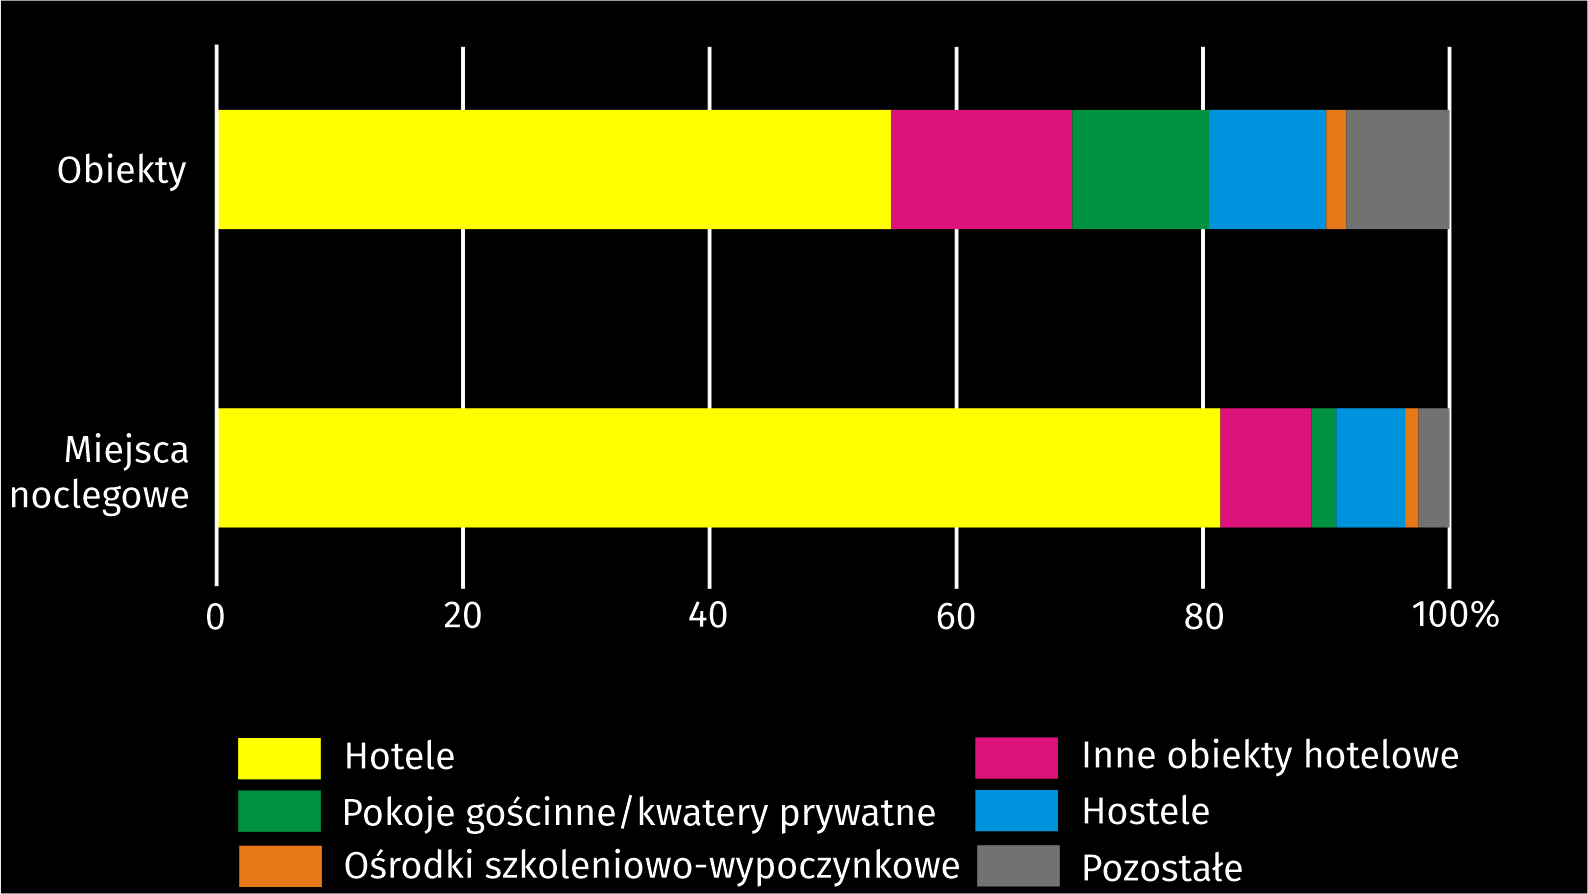 Obiekty
Miejsca
noclegowe
0 20 40 60 80 100%
Hotele Inne obiekty hotelowe
Pokoje gościnne/kwatery prywatne Hostele
Ośrodki szkoleniowo-wypoczynkowe Pozostałe